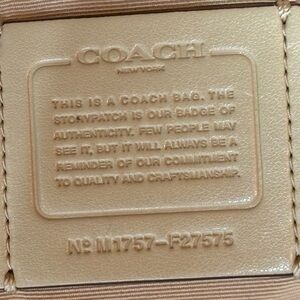 COACH
NEW YORK
THIS IS A COACH BAG. THE
STORYPATCH IS OUR BADGE OF
AUTHENTICITY. FEW PEOPLE MAY
SEE IT, BUT IT WILL ALWAYS BE A
REMINDER OF OUR COMMITMENT
TO QUALITY AND CRAFTSMANSHIP.
Nº M1757-F27575